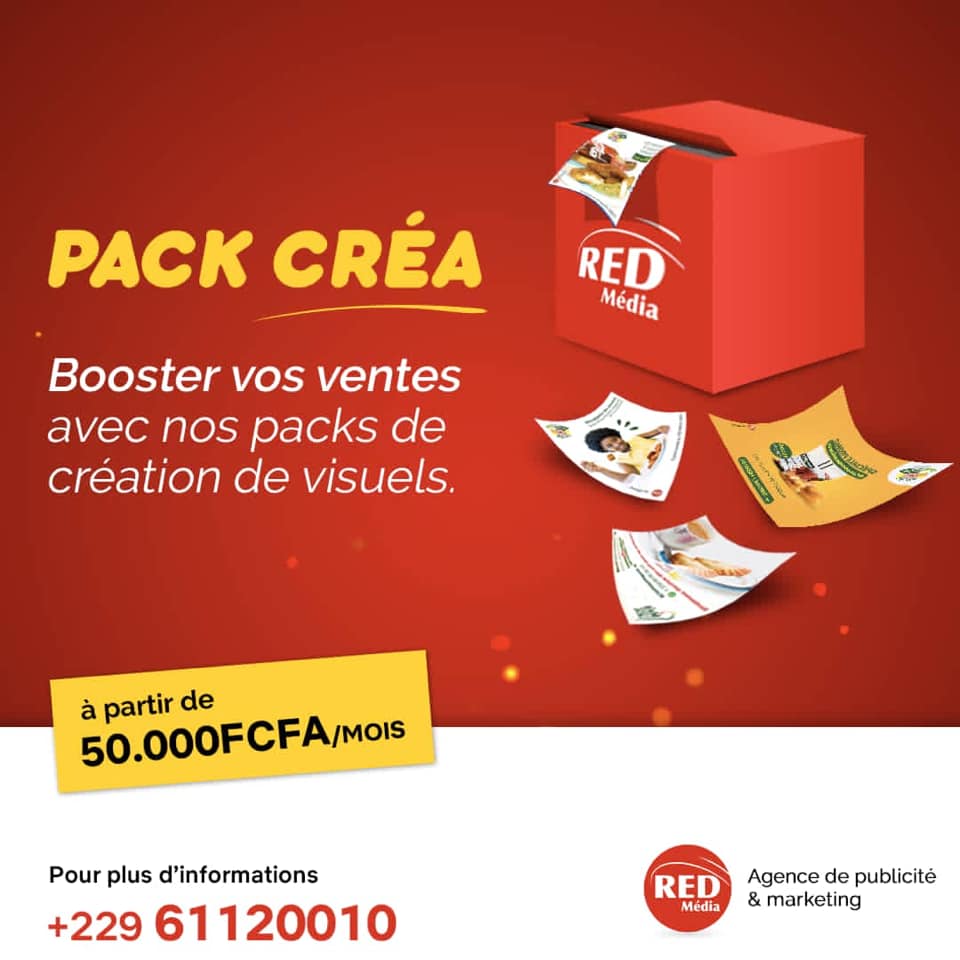 PACK CRÉA
Booster vos ventes
avec nos packs de
création de visuels.
RED
Média
à partir de
50.000FCFA/MOIS
Pour plus d’informations
+229 61120010
RED
Média
Agence de publicité
& marketing